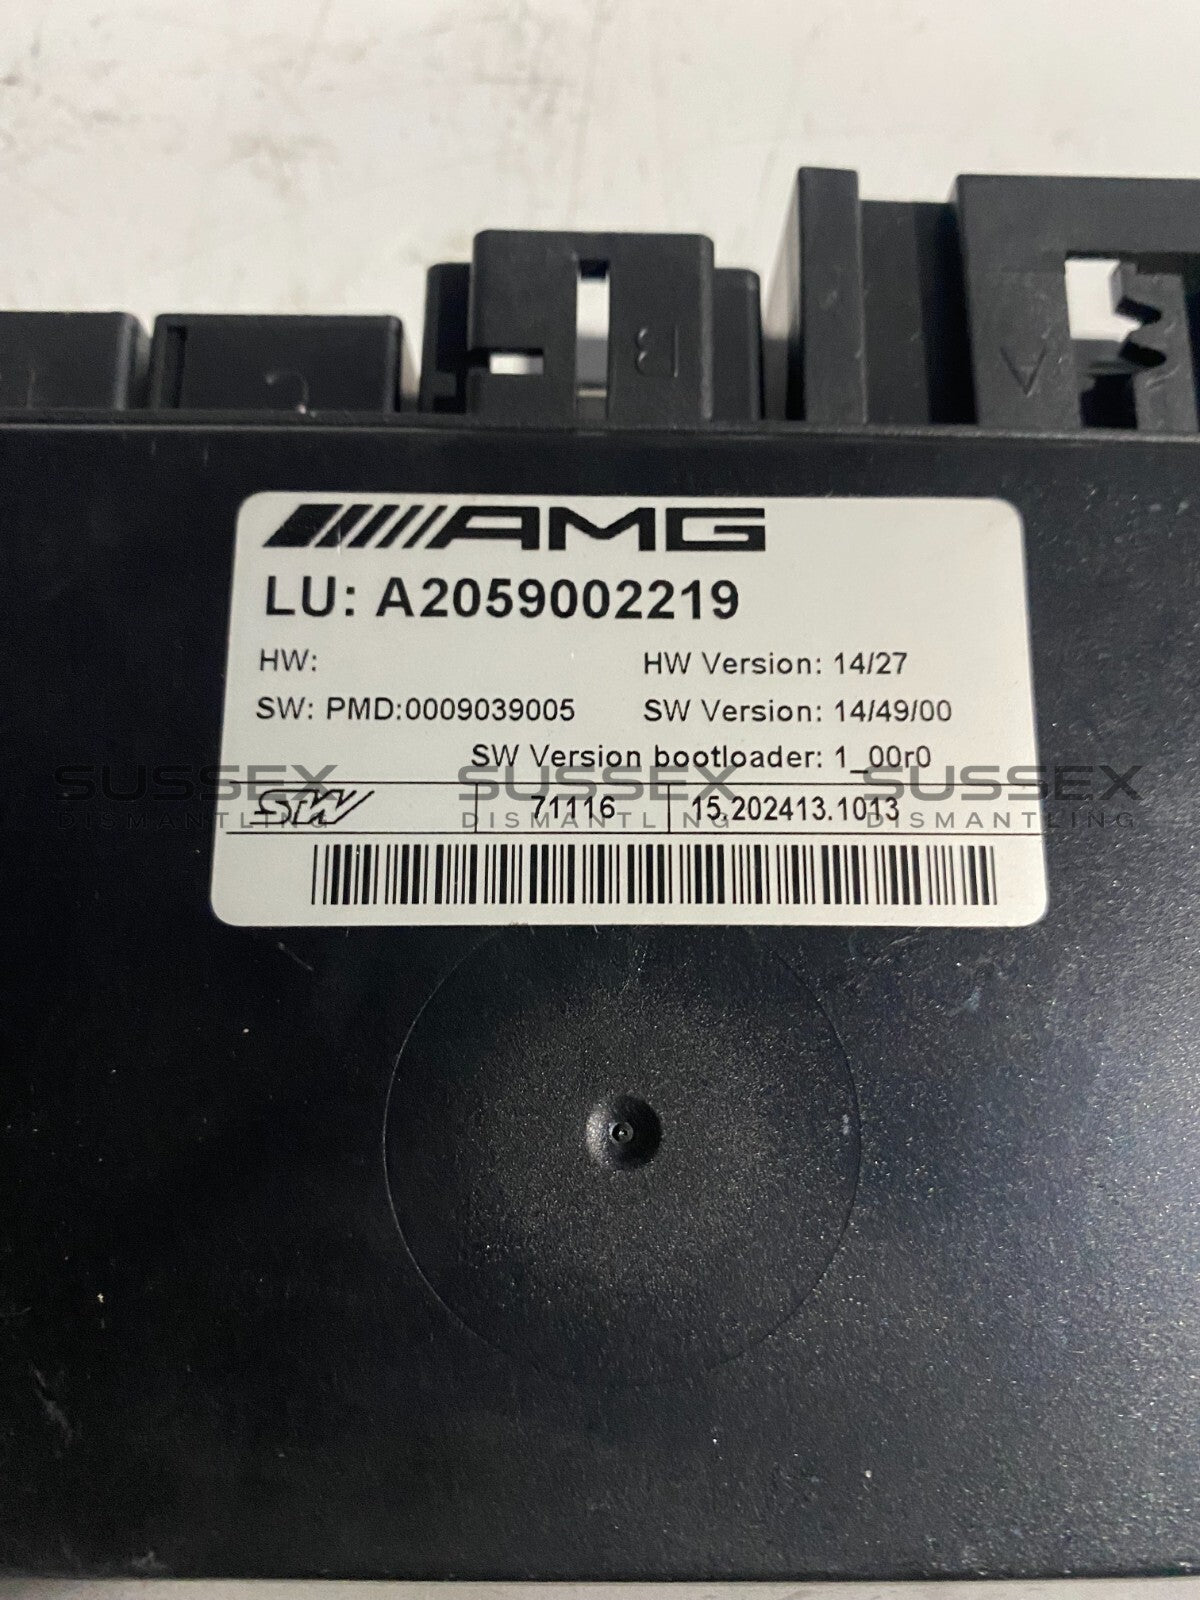 B
A
AMG
LU: A2059002219
HW:
HW Version: 14/27
SW: PMD:0009039005
SW Version: 14/49/00
SW Version bootloader: 1_00r0
SUSSEX SUSSEX SUSSEX
STW 71116 15.202413.1013
DISMANTLING DISMANTLING DISMANTLING